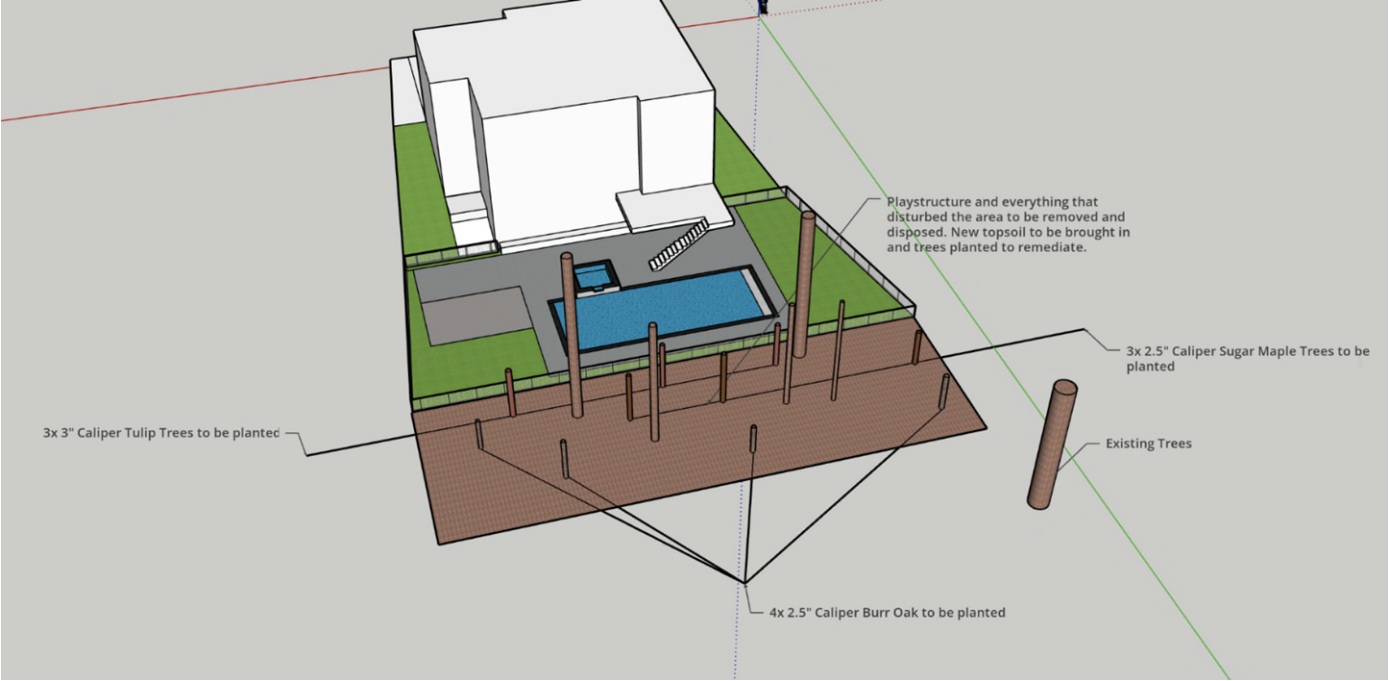 Playstructure and everything that
disturbed the area to be removed and
disposed. New topsoil to be brought in
and trees planted to remediate.
3x 2.5" Caliper Sugar Maple Trees to be
planted
3x 3" Caliper Tulip Trees to be planted
Existing Trees
4x 2.5" Caliper Burr Oak to be planted